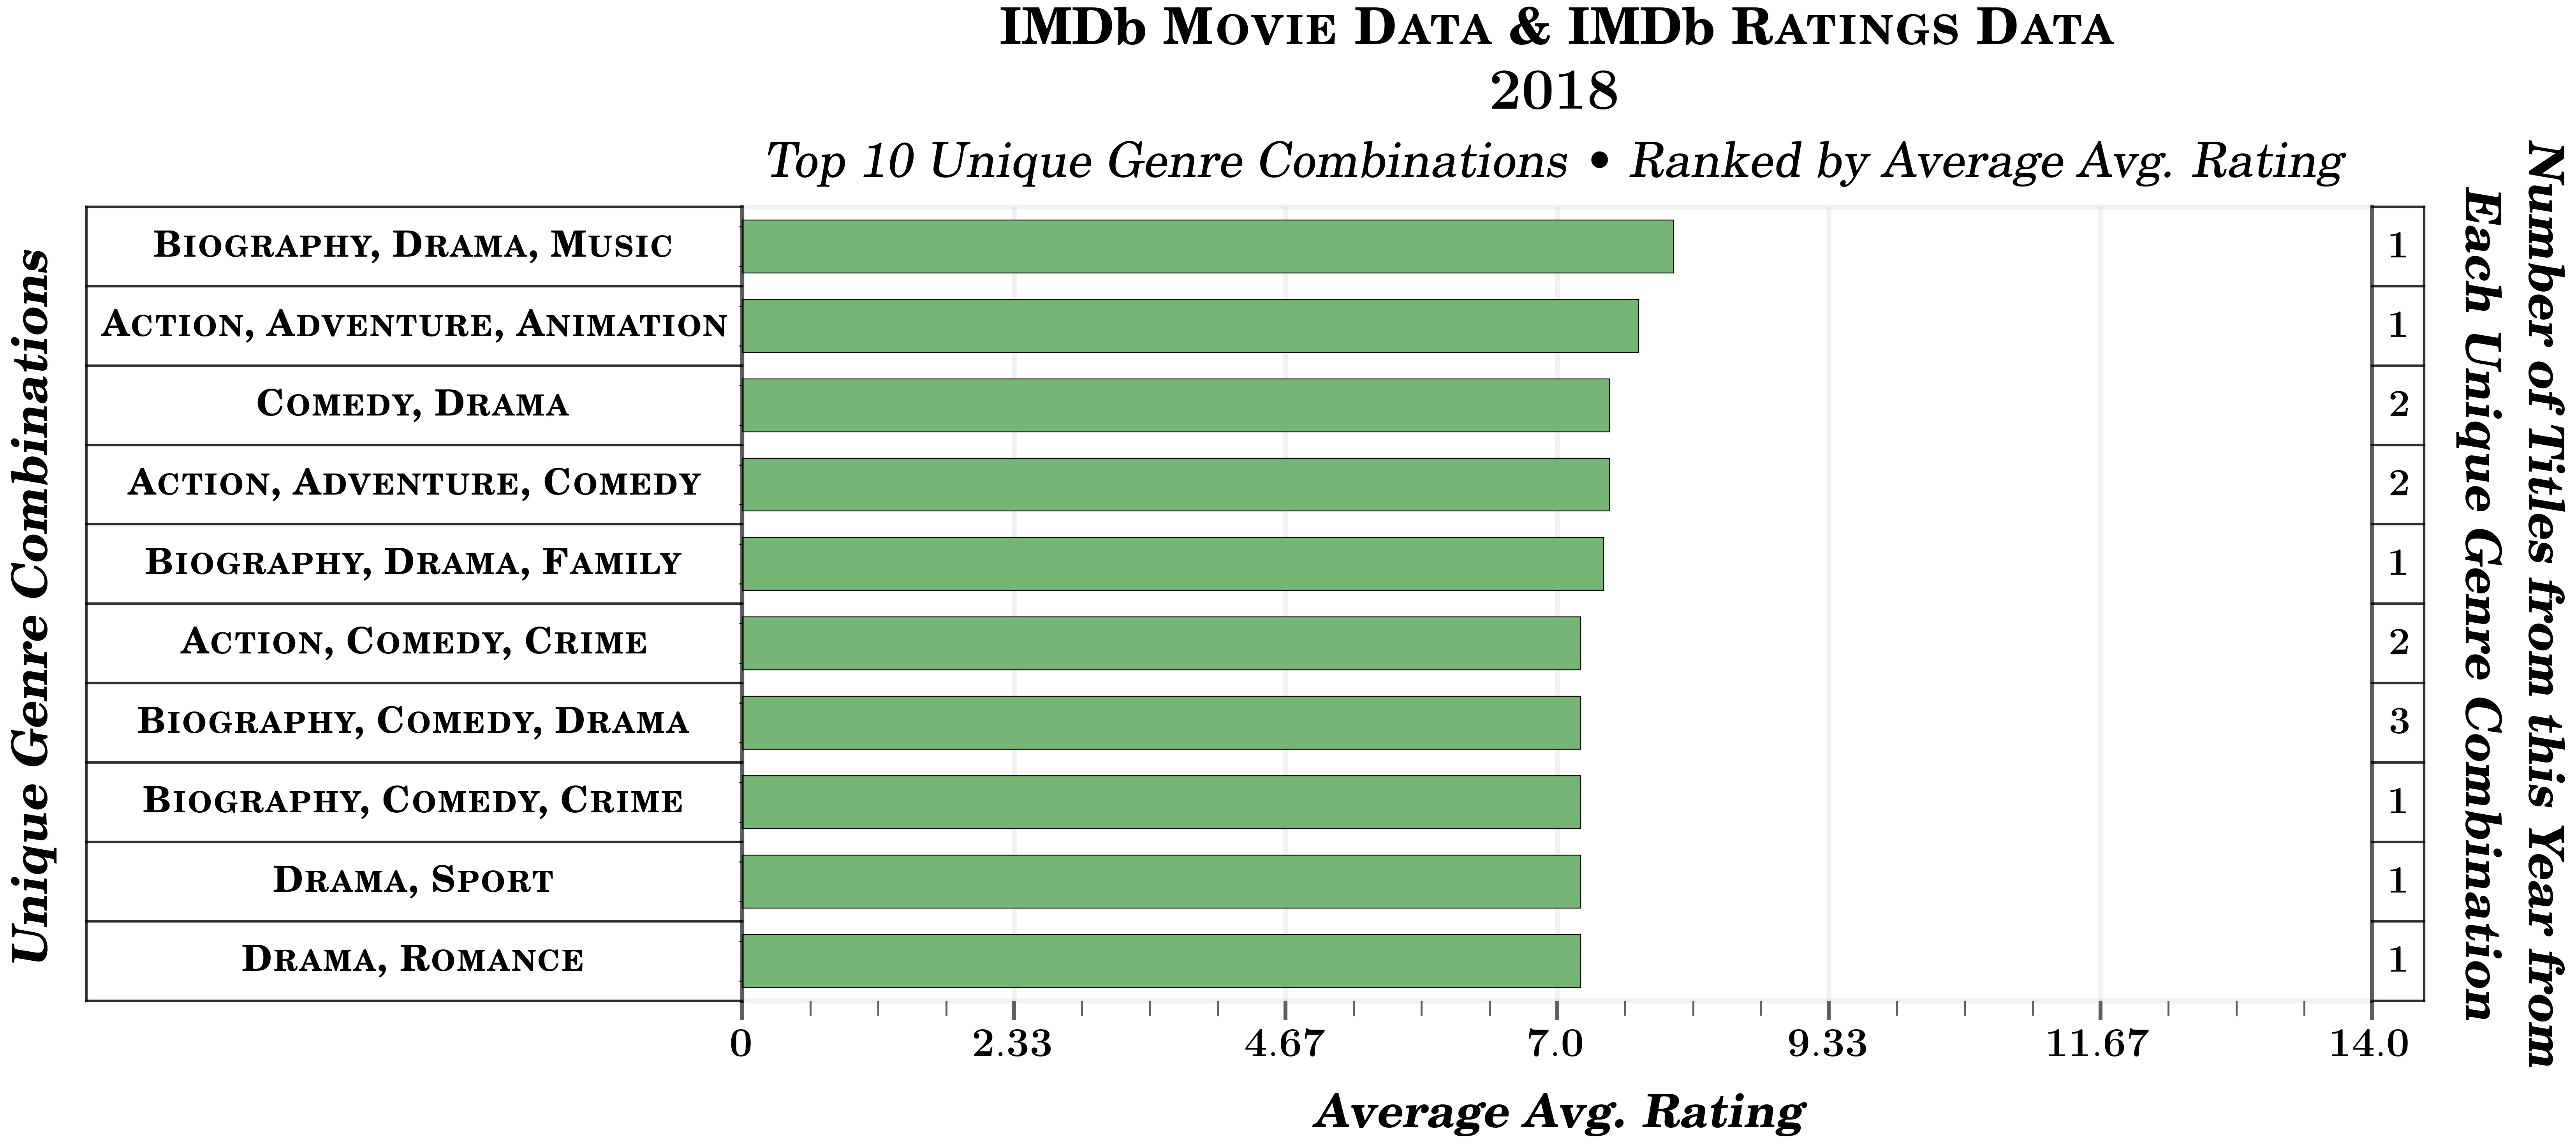 IMDb Movie Data & IMDb Ratings Data
2018
Top 10 Unique Genre Combinations • Ranked by Average Avg. Rating
Unique Genre Combinations
Biography, Drama, Music 1
Action, Adventure, Animation 1
Comedy, Drama 2
Action, Adventure, Comedy 2
Biography, Drama, Family 1
Action, Comedy, Crime 2
Biography, Comedy, Drama 3
Biography, Comedy, Crime 1
Drama, Sport 1
Drama, Romance 1
Number of Titles from this Year from
Each Unique Genre Combination
0 2.33 4.67 7.0 9.33 11.67 14.0
Average Avg. Rating